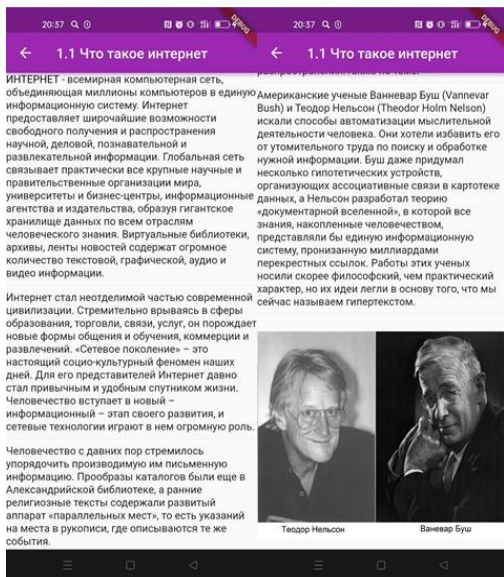 20:37
DEBUG
1.1 Что такое интернет
ИНТЕРНЕТ - всемирная компьютерная сеть,
объединяющая миллионы компьютеров в единую
информационную систему. Интернет
предоставляет широчайшие возможности
свободного получения и распространения
научной, деловой, познавательной и
развлекательной информации. Глобальная сеть
связывает практически все крупные научные и
правительственные организации мира,
университеты и бизнес-центры, информационные
агентства и издательства, образуя гигантское
хранилище данных по всем отраслям
человеческого знания. Виртуальные библиотеки,
архивы, ленты новостей содержат огромное
количество текстовой, графической, аудио и
видео информации.
Интернет стал неотделимой частью современной
цивилизации. Стремительно врываясь в сферы
образования, торговли, связи, услуг, он порождает
новые формы общения и обучения, коммерции и
развлечений. «Сетевое поколение» – это
настоящий социо-культурный феномен наших
дней. Для его представителей Интернет давно
стал привычным и удобным спутником жизни.
Человечество вступает в новый –
информационный – этап своего развития, и
сетевые технологии играют в нем огромную роль.
Человечество с давних пор стремилось
упорядочить производимую им письменную
информацию. Прообразы каталогов были еще в
Александрийской библиотеке, а ранние
религиозные тексты содержали развитый
аппарат «параллельных мест», то есть указаний
на места в рукописи, где описываются те же
события.
20:37
DEBUG
1.1 Что такое интернет
Американские ученые Ванневар Буш (Vannevar
Bush) и Теодор Нельсон (Theodor Holm Nelson)
искали способы автоматизации мыслительной
деятельности человека. Они хотели избавить его
от утомительного труда по поиску и обработке
нужной информации. Буш даже придумал
несколько гипотетических устройств,
организующих ассоциативные связи в картотеке
данных, а Нельсон разработал теорию
«документарной вселенной», в которой все
знания, накопленные человечеством,
представляли бы единую информационную
систему, пронизанную миллиардами
перекрестных ссылок. Работы этих ученых
носили скорее философский, чем практический
характер, но их идеи легли в основу того, что мы
сейчас называем гипертекстом.
Теодор Нельсон
Ваневар Буш